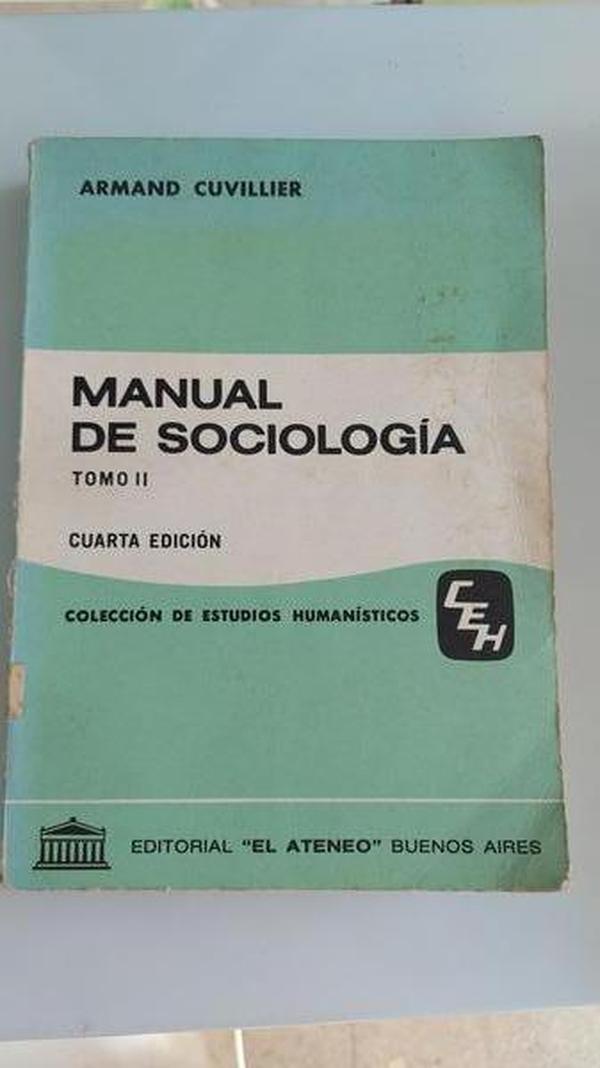 ARMAND CUVILLIER
MANUAL
DE SOCIOLOGÍA
TOMO II
CUARTA EDICIÓN
COLECCIÓN DE ESTUDIOS HUMANÍSTICOS
CEH
EDITORIAL "EL ATENEO" BUENOS AIRES